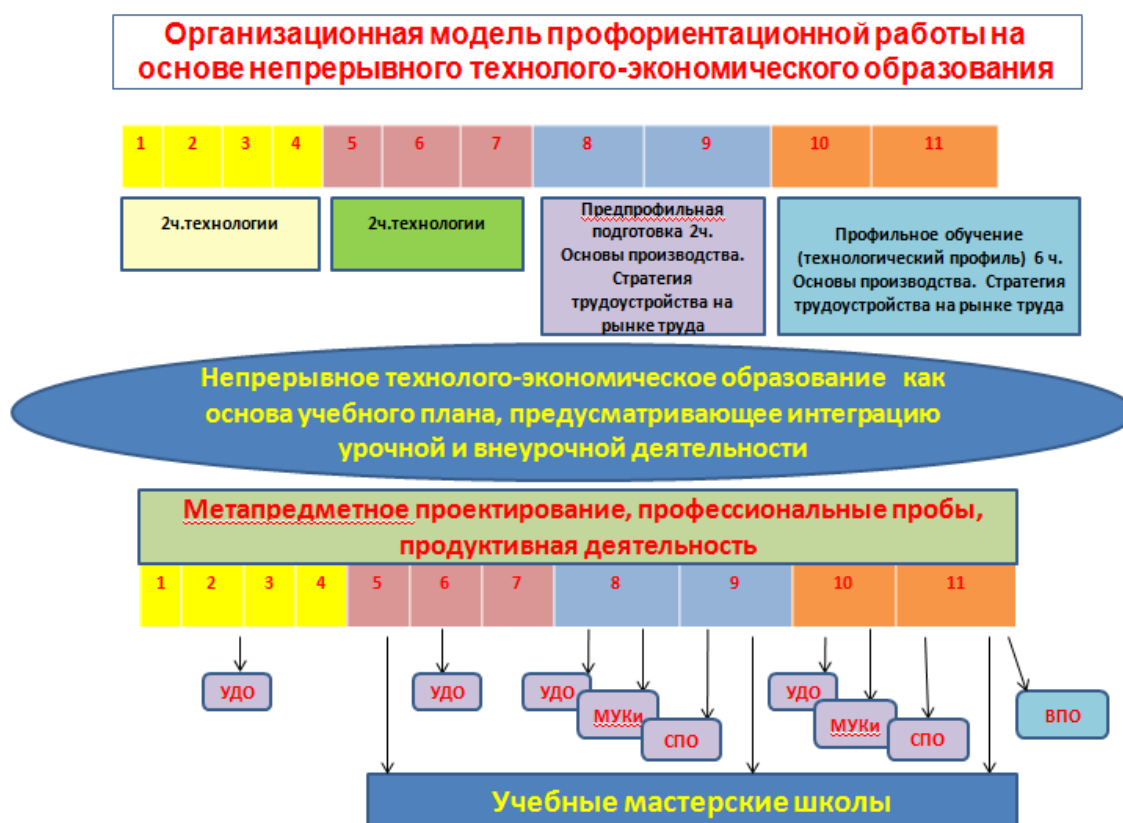 Организационная модель профориентационной работы на
основе непрерывного технолого-экономического образования
1 2 3 4 5 6 7 8 9 10 11
2ч.технологии
2ч.технологии
Предпрофильная
подготовка 2ч.
Основы производства.
Стратегия
трудоустройства на
рынке труда
Профильное обучение
(технологический профиль) 6 ч.
Основы производства. Стратегия
трудоустройства на рынке труда
Непрерывное технолого-экономическое образование как
основа учебного плана, предусматривающее интеграцию
урочной и внеурочной деятельности
Метапредметное проектирование, профессиональные пробы,
продуктивная деятельность
1 2 3 4 5 6 7 8 9 10 11
УДО
УДО
УДО
МУКи
СПО
УДО
МУКи
СПО
ВПО
Учебные мастерские школы